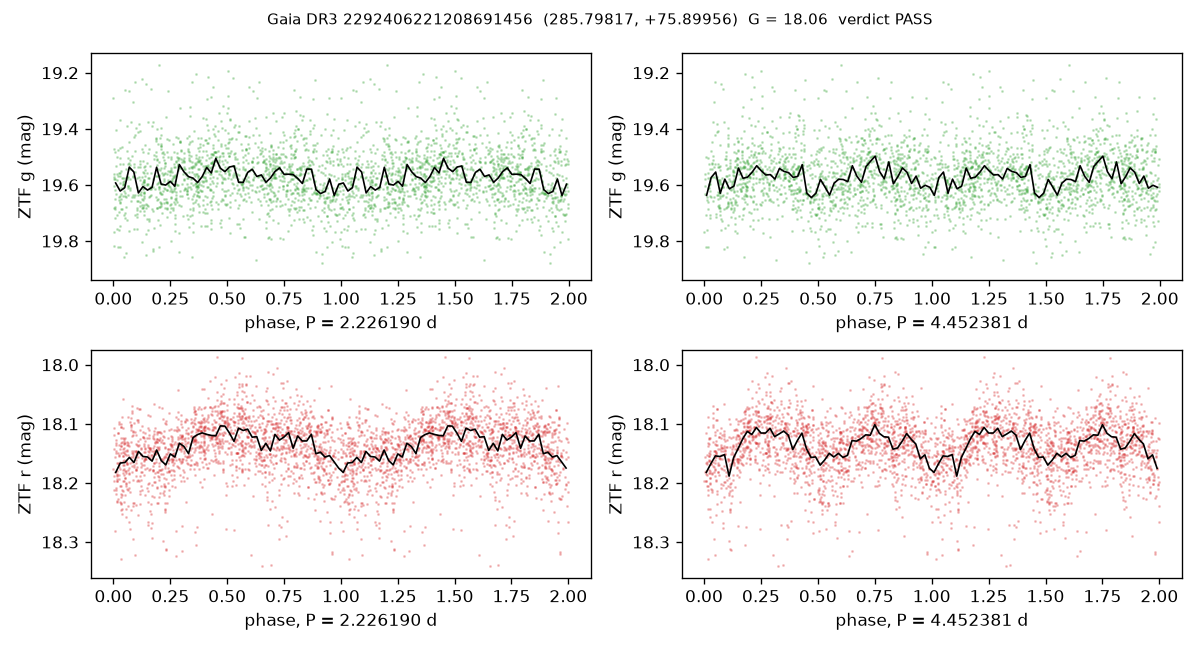 Gaia DR3 2292406221208691456 (285.79817, +75.89956) G = 18.06 verdict PASS
ZTF g (mag)
19.2
19.4
19.6
19.8
0.00 0.25 0.50 0.75 1.00 1.25 1.50 1.75 2.00
phase, P = 2.226190 d
ZTF g (mag)
19.2
19.4
19.6
19.8
0.00 0.25 0.50 0.75 1.00 1.25 1.50 1.75 2.00
phase, P = 4.452381 d
ZTF r (mag)
18.0
18.1
18.2
18.3
0.00 0.25 0.50 0.75 1.00 1.25 1.50 1.75 2.00
phase, P = 2.226190 d
ZTF r (mag)
18.0
18.1
18.2
18.3
0.00 0.25 0.50 0.75 1.00 1.25 1.50 1.75 2.00
phase, P = 4.452381 d